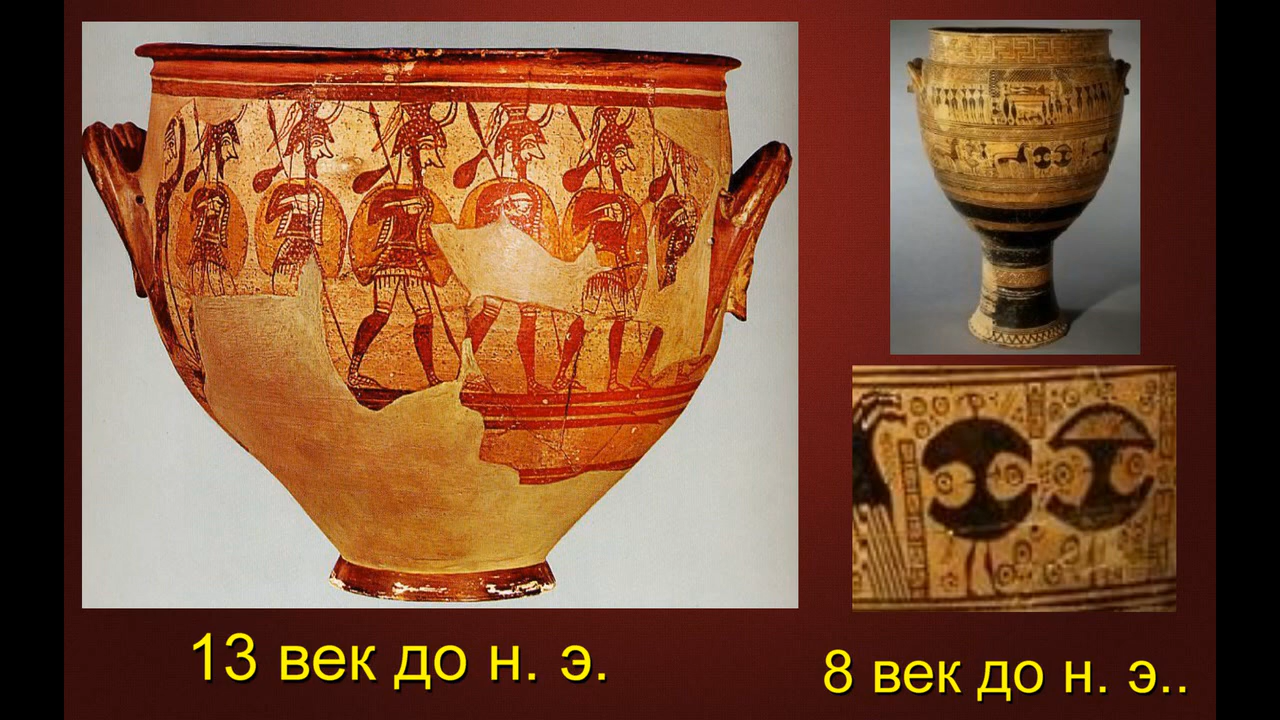 13 век до н. э.
8 век до н. э..